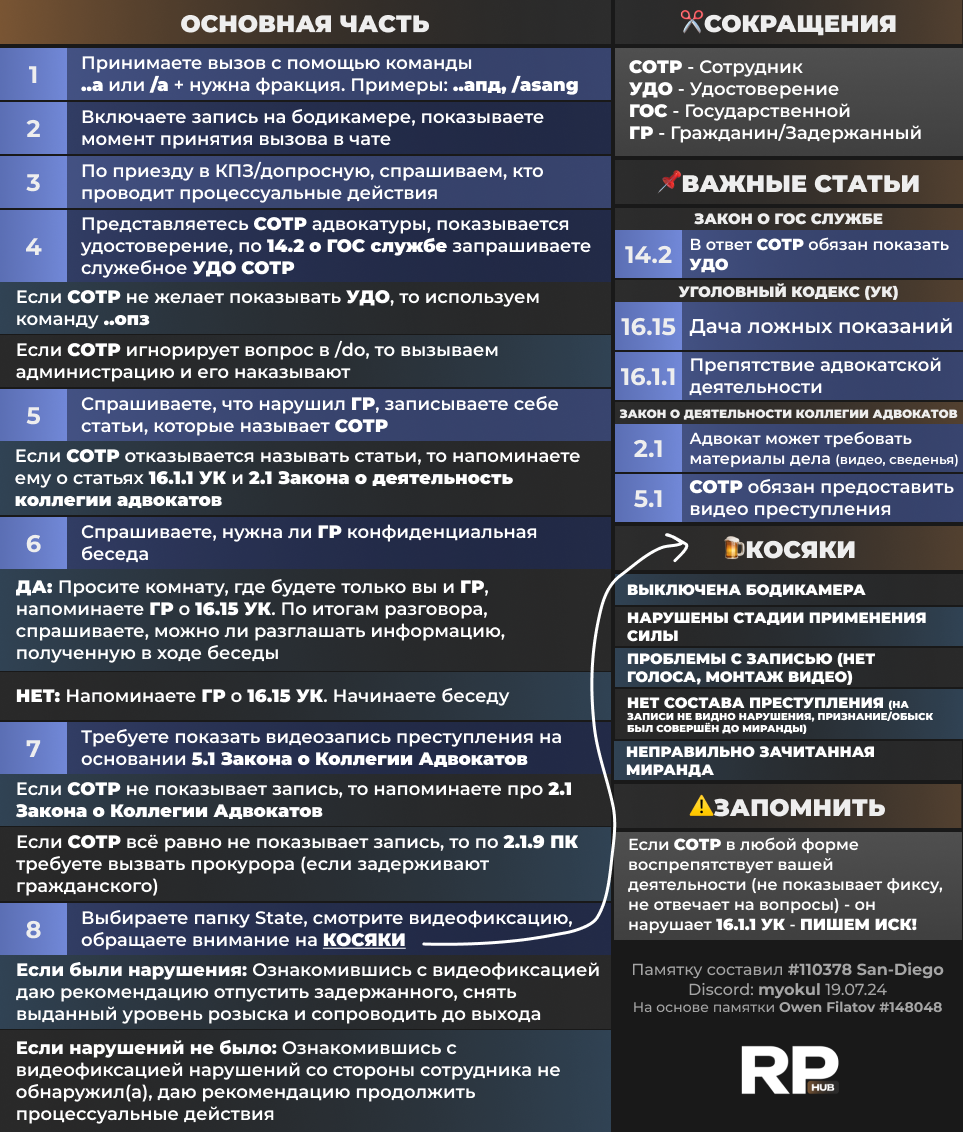 ОСНОВНАЯ ЧАСТЬ
1
Принимаете вызов с помощью команды
..а или /а + нужна фракция. Примеры: ..апд, /asang
2
Включаете запись на бодикамере, показываете
момент принятия вызова в чате
3
По приезду в КПЗ/допросную, спрашиваем, кто
проводит процессуальные действия
4
Представляетесь СОТР адвокатуры, показывается
удостоверение, по 14.2 о ГОС службе запрашиваете
служебное УДО СОТР
Если СОТР не желает показывать УДО, то используем
команду ..опз
Если СОТР игнорирует вопрос в /do, то вызываем
администрацию и его наказывают
5
Спрашиваете, что нарушил ГР, записываете себе
статьи, которые называет СОТР
Если СОТР отказывается называть статьи, то напоминаете
ему о статьях 16.1.1 УК и 2.1 Закона о деятельность
коллегии адвокатов
6
Спрашиваете, нужна ли ГР конфиденциальная
беседа
ДА: Просите комнату, где будете только вы и ГР,
напоминаете ГР о 16.15 УК. По итогам разговора,
спрашиваете, можно ли разглашать информацию,
полученную в ходе беседы
НЕТ: Напоминаете ГР о 16.15 УК. Начинаете беседу
7
Требуете показать видеозапись преступления на
основании 5.1 Закона о Коллегии Адвокатов
Если СОТР не показывает запись, то напоминаете про 2.1
Закона о Коллегии Адвокатов
Если СОТР всё равно не показывает запись, то по 2.1.9 ПК
требуете вызвать прокурора (если задерживают
гражданского)
8
Выбираете папку State, смотрите видеофиксацию,
обращаете внимание на КОСЯКИ
Если были нарушения: Ознакомившись с видеофиксацией
даю рекомендацию отпустить задержанного, снять
выданный уровень розыска и сопроводить до выхода
Если нарушений не было: Ознакомившись с
видеофиксацией нарушений со стороны сотрудника не
обнаружил(а), даю рекомендацию продолжить
процессуальные действия
СОКРАЩЕНИЯ
СОТР - Сотрудник
УДО - Удостоверение
ГОС - Государственной
ГР - Гражданин/Задержанный
ВАЖНЫЕ СТАТЬИ
ЗАКОН О ГОС СЛУЖБЕ
14.2
В ответ СОТР обязан показать
УДО
УГОЛОВНЫЙ КОДЕКС (УК)
16.15 Дача ложных показаний
16.1.1
Препятствие адвокатской
деятельности
ЗАКОН О ДЕЯТЕЛЬНОСТИ КОЛЛЕГИИ АДВОКАТОВ
2.1
Адвокат может требовать
материалы дела (видео, сведенья)
5.1
СОТР обязан предоставить
видео преступления
КОСЯКИ
ВЫКЛЮЧЕНА БОДИКАМЕРА
НАРУШЕНЫ СТАДИИ ПРИМЕНЕНИЯ
СИЛЫ
ПРОБЛЕМЫ С ЗАПИСЬЮ (НЕТ
ГОЛОСА, МОНТАЖ ВИДЕО)
НЕТ СОСТАВА ПРЕСТУПЛЕНИЯ (НА
ЗАПИСИ НЕ ВИДНО НАРУШЕНИЯ, ПРИЗНАНИЕ/ОБЫСК
БЫЛ СОВЕРШЁН ДО МИРАНДЫ)
НЕПРАВИЛЬНО ЗАЧИТАННАЯ
МИРАНДА
ЗАПОМНИТЬ
Если СОТР в любой форме
воспрепятствует вашей
деятельности (не показывает фиксу,
не отвечает на вопросы) - он
нарушает 16.1.1 УК - ПИШЕМ ИСК!
Памятку составил #110378 San-Diego
Discord: myokul 19.07.24
На основе памятки Owen Filatov #148048
RP
HUB